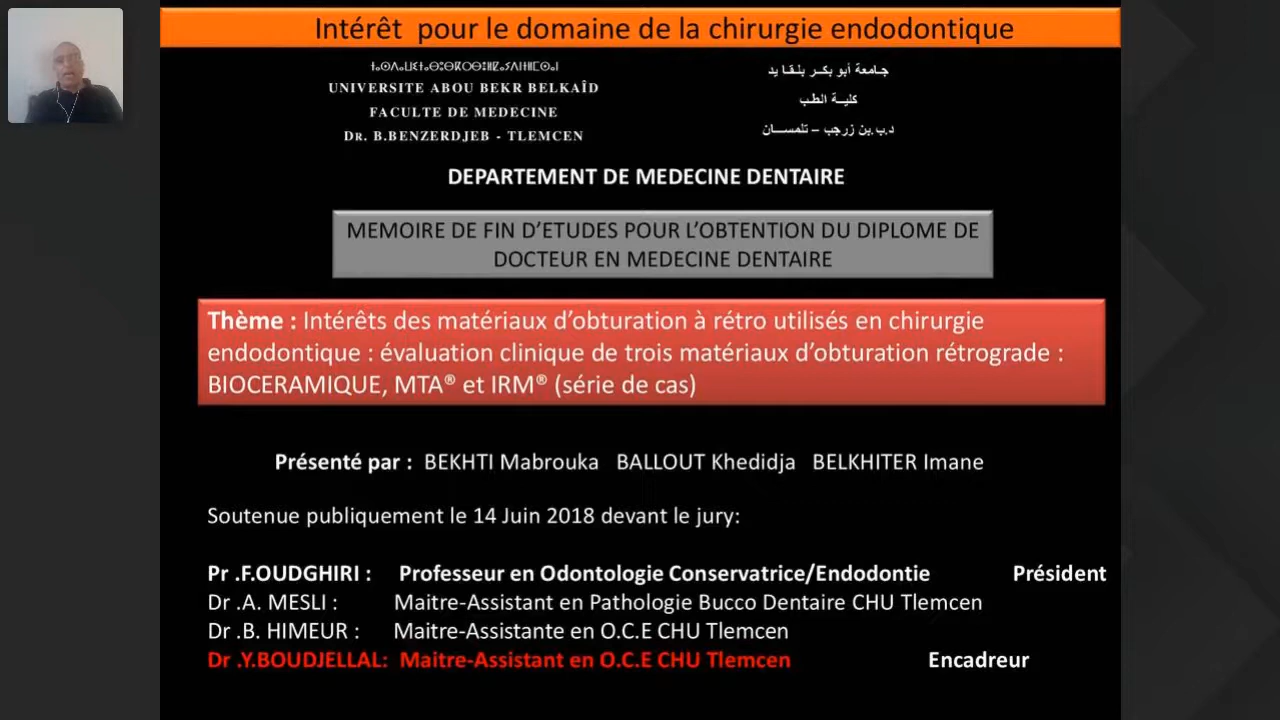 Intérêt pour le domaine de la chirurgie endodontique
UNIVERSITE ABOU BEKR BELKAÎD
FACULTE DE MEDECINE
DR. B.BENZERDJEB - TLEMCEN
جامعة أبو بكر بلقايد
كلية الطب
د.ب.بن زرجب – تلمسان
DEPARTEMENT DE MEDECINE DENTAIRE
MEMOIRE DE FIN D’ETUDES POUR L’OBTENTION DU DIPLOME DE
DOCTEUR EN MEDECINE DENTAIRE
Thème : Intérêts des matériaux d’obturation à rétro utilisés en chirurgie
endodontique : évaluation clinique de trois matériaux d’obturation rétrograde :
BIOCERAMIQUE, MTA® et IRM® (série de cas)
Présenté par : BEKHTI Mabrouka BALLOUT Khedidja BELKHITER Imane
Soutenue publiquement le 14 Juin 2018 devant le jury:
Pr .F.OUDGHIRI : Professeur en Odontologie Conservatrice/Endodontie Président
Dr .A. MESLI : Maitre-Assistant en Pathologie Bucco Dentaire CHU Tlemcen
Dr .B. HIMEUR : Maitre-Assistante en O.C.E CHU Tlemcen
Dr .Y.BOUDJELLAL: Maitre-Assistant en O.C.E CHU Tlemcen Encadreur